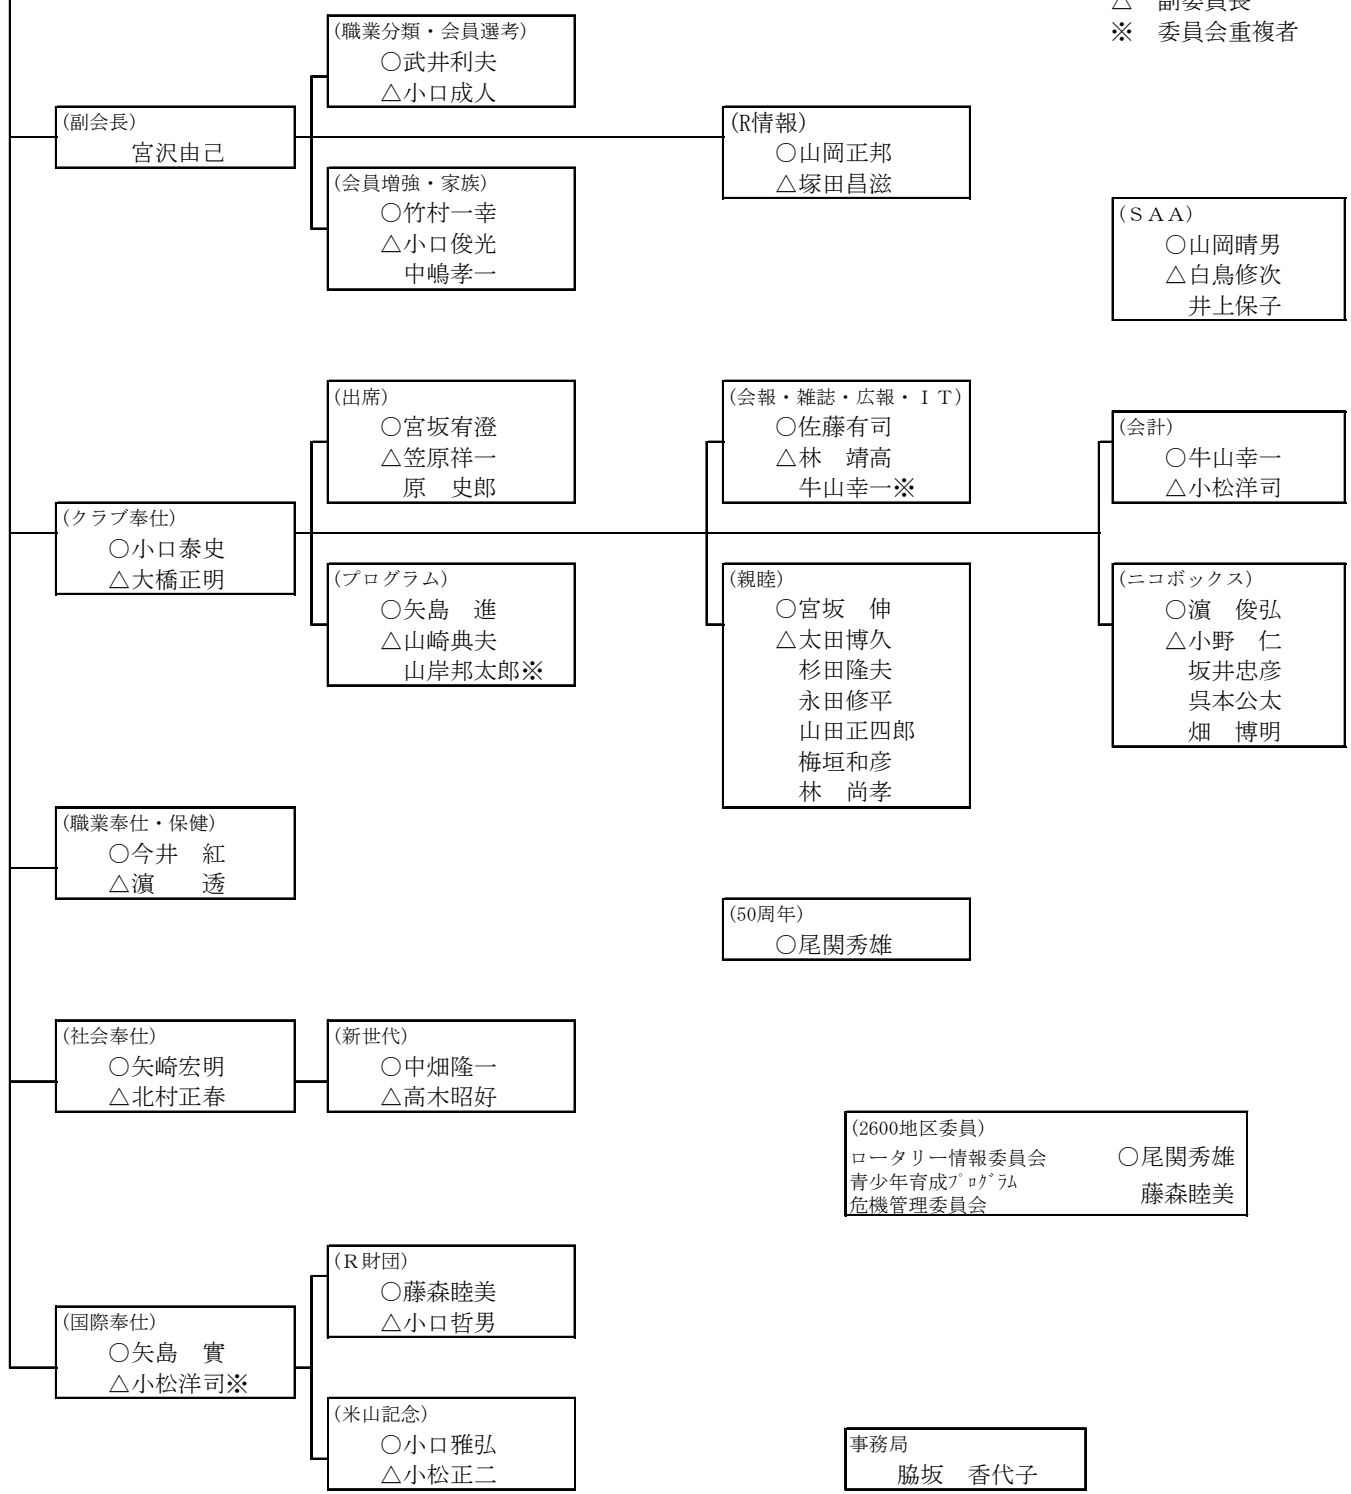 △　副委員長
※　委員会重複者
(職業分類・会員選考)
○武井利夫
△小口成人
(副会長)
宮沢由己
(R情報)
○山岡正邦
△塚田昌滋
(会員増強・家族)
○竹村一幸
△小口俊光
中嶋孝一
(ＳＡＡ)
○山岡晴男
△白鳥修次
井上保子
(出席)
○宮坂宥澄
△笠原祥一
原　史郎
(会報・雑誌・広報・ＩＴ)
○佐藤有司
△林　靖高
牛山幸一※
(会計)
○牛山幸一
△小松洋司
(クラブ奉仕)
○小口泰史
△大橋正明
(プログラム)
○矢島　進
△山崎典夫
山岸邦太郎※
(親睦)
○宮坂　伸
△太田博久
杉田隆夫
永田修平
山田正四郎
梅垣和彦
林　尚孝
(ニコボックス)
○濵　俊弘
△小野　仁
坂井忠彦
呉本公太
畑　博明
(職業奉仕・保健)
○今井　紅
△濵　　透
(50周年)
○尾関秀雄
(社会奉仕)
○矢崎宏明
△北村正春
(新世代)
○中畑隆一
△高木昭好
(2600地区委員)
ロータリー情報委員会　○尾関秀雄
青少年育成ﾌﾟﾛｸﾞﾗﾑ
危機管理委員会　藤森睦美
(Ｒ財団)
○藤森睦美
△小口哲男
(国際奉仕)
○矢島　實
△小松洋司※
(米山記念)
○小口雅弘
△小松正二
事務局
脇坂　香代子